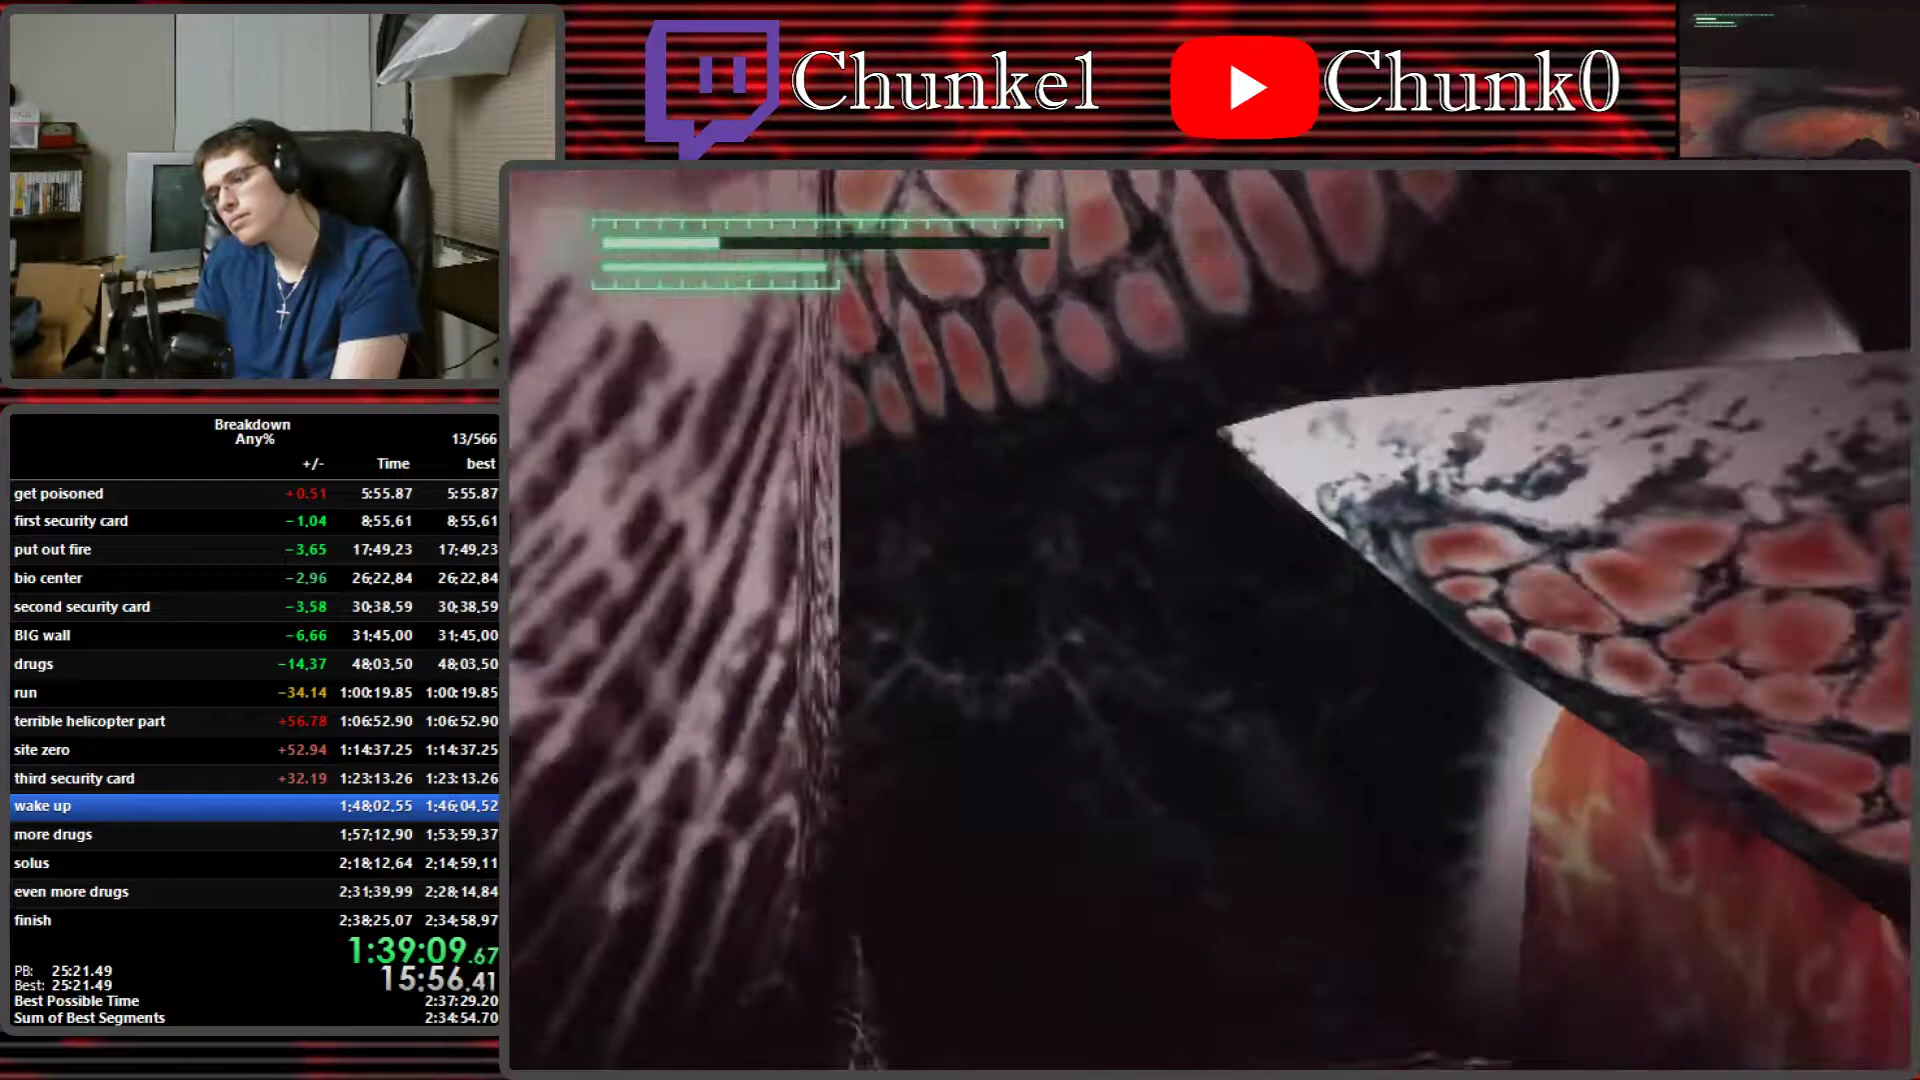 Chunke1
Chunk0
Breakdown
Any% 13/566
+/- Time best
get poisoned +0.51 5:55.87 5:55.87
first security card −1.04 8:55.61 8:55.61
put out fire −3.65 17:49.23 17:49.23
bio center −2.96 26:22.84 26:22.84
second security card −3.58 30:38.59 30:38.59
BIG wall −6.66 31:45.00 31:45.00
drugs −14.37 48:03.50 48:03.50
run −34.14 1:00:19.85 1:00:19.85
terrible helicopter part +56.78 1:06:52.90 1:06:52.90
site zero +52.94 1:14:37.25 1:14:37.25
third security card +32.19 1:23:13.26 1:23:13.26
wake up 1:48:02.55 1:46:04.52
more drugs 1:57:12.90 1:53:59.37
solus 2:18:12.64 2:14:59.11
even more drugs 2:31:39.99 2:28:14.84
finish 2:38:25.07 2:34:58.97
1:39:09.67
PB: 25:21.49 15:56.41
Best: 25:21.49
Best Possible Time 2:37:29.20
Sum of Best Segments 2:34:54.70